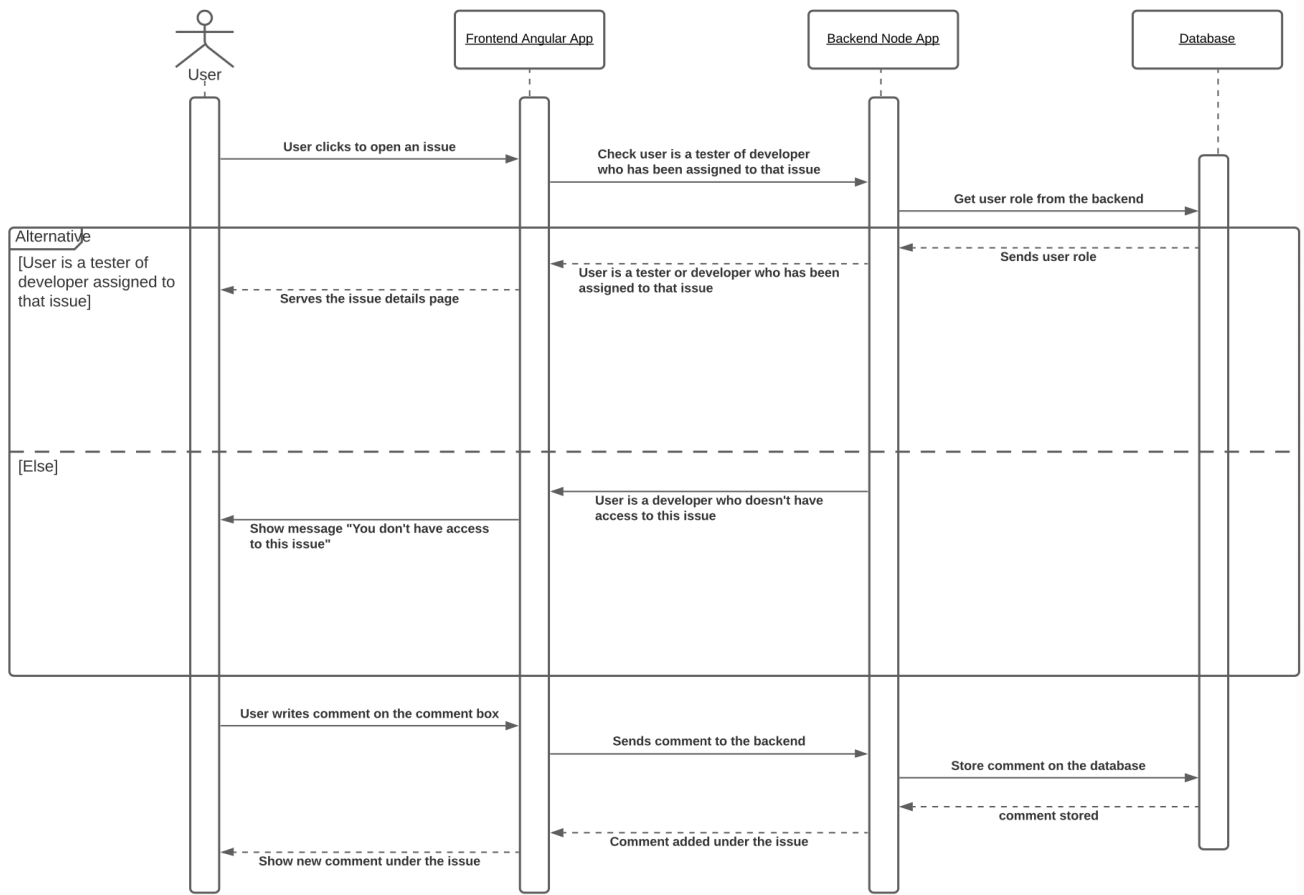 User
Frontend Angular App
Backend Node App
Database
User clicks to open an issue
Check user is a tester of developer
who has been assigned to that issue
Get user role from the backend
Alternative
[User is a tester of
developer assigned to
that issue]
Sends user role
User is a tester or developer who has been
assigned to that issue
Serves the issue details page
[Else]
User is a developer who doesn't have
access to this issue
Show message "You don't have access
to this issue"
User writes comment on the comment box
Sends comment to the backend
Store comment on the database
comment stored
Comment added under the issue
Show new comment under the issue